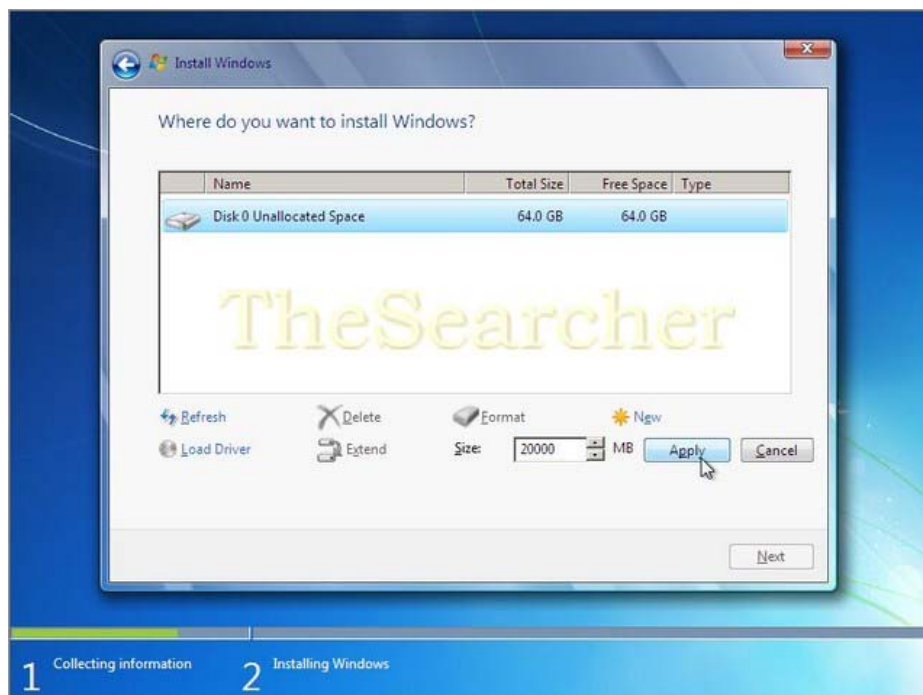 Install Windows
Where do you want to install Windows?
Name Total Size Free Space Type
Disk 0 Unallocated Space 64.0 GB 64.0 GB
TheSearcher
Refresh Delete Format New
Load Driver Extend Size: 20000 MB Apply Cancel
Next
1 Collecting information 2 Installing Windows